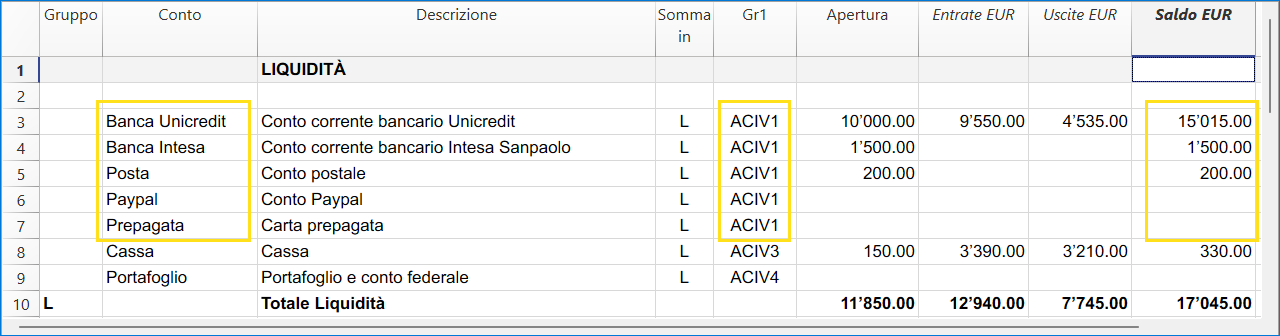 Gruppo Conto Descrizione Somma in Gr1 Apertura Entrate EUR Uscite EUR Saldo EUR
1 LIQUIDITÀ
2
3 Banca Unicredit Conto corrente bancario Unicredit L ACIV1 10’000.00 9’550.00 4’535.00 15’015.00
4 Banca Intesa Conto corrente bancario Intesa Sanpaolo L ACIV1 1’500.00 1’500.00
5 Posta Conto postale L ACIV1 200.00 200.00
6 Paypal Conto Paypal L ACIV1
7 Prepagata Carta prepagata L ACIV1
8 Cassa Cassa L ACIV3 150.00 3’390.00 3’210.00 330.00
9 Portafoglio Portafoglio e conto federale L ACIV4
10 L Totale Liquidità 11’850.00 12’940.00 7’745.00 17’045.00